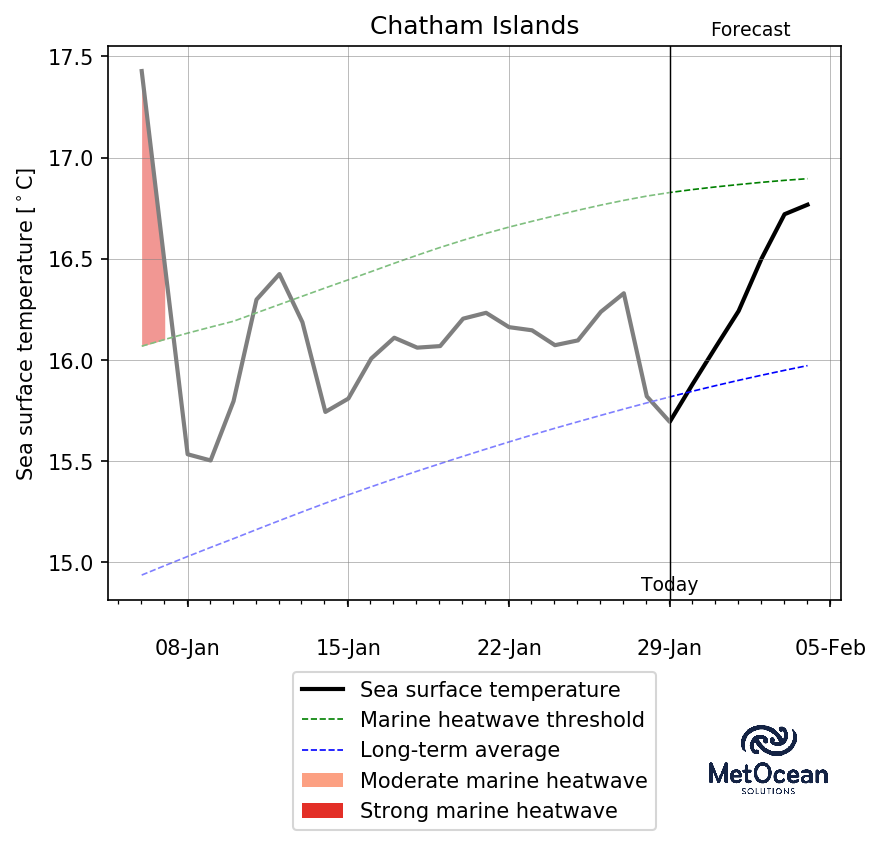 Chatham Islands
Forecast
Sea surface temperature [°C]
17.5
17.0
16.5
16.0
15.5
15.0
Today
08-Jan 15-Jan 22-Jan 29-Jan 05-Feb
Sea surface temperature
Marine heatwave threshold
Long-term average
Moderate marine heatwave
Strong marine heatwave
MetOcean
SOLUTIONS